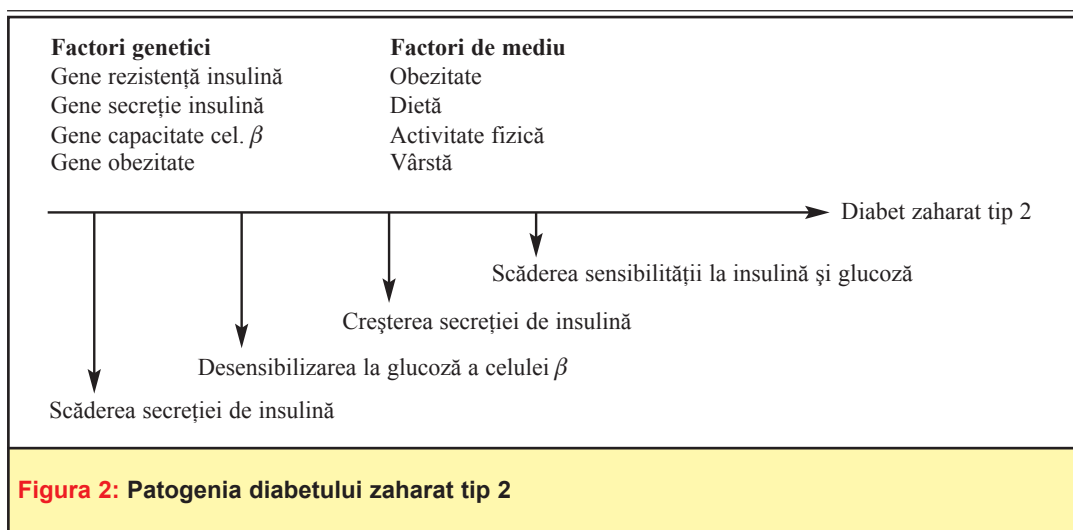 Factori genetici
Gene rezistență insulină
Gene secreție insulină
Gene capacitate cel. β
Gene obezitate
Factori de mediu
Obezitate
Dietă
Activitate fizică
Vârstă
Diabet zaharat tip 2
Scăderea sensibilității la insulină și glucoză
Creșterea secreției de insulină
Desensibilizarea la glucoză a celulei β
Scăderea secreției de insulină
Figura 2: Patogenia diabetului zaharat tip 2